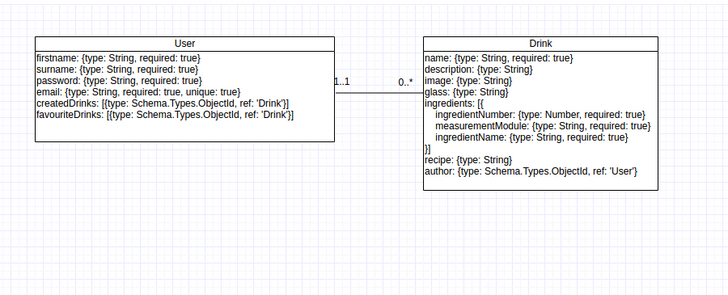 User
firstname: {type: String, required: true}
surname: {type: String, required: true}
password: {type: String, required: true}
email: {type: String, required: true, unique: true}
createdDrinks: [{type: Schema.Types.ObjectId, ref: 'Drink'}]
favouriteDrinks: [{type: Schema.Types.ObjectId, ref: 'Drink'}]
1..1
0..*
Drink
name: {type: String, required: true}
description: {type: String}
image: {type: String}
glass: {type: String}
ingredients: [{
ingredientNumber: {type: Number, required: true}
measurementModule: {type: String, required: true}
ingredientName: {type: String, required: true}
}]
recipe: {type: String}
author: {type: Schema.Types.ObjectId, ref: 'User'}